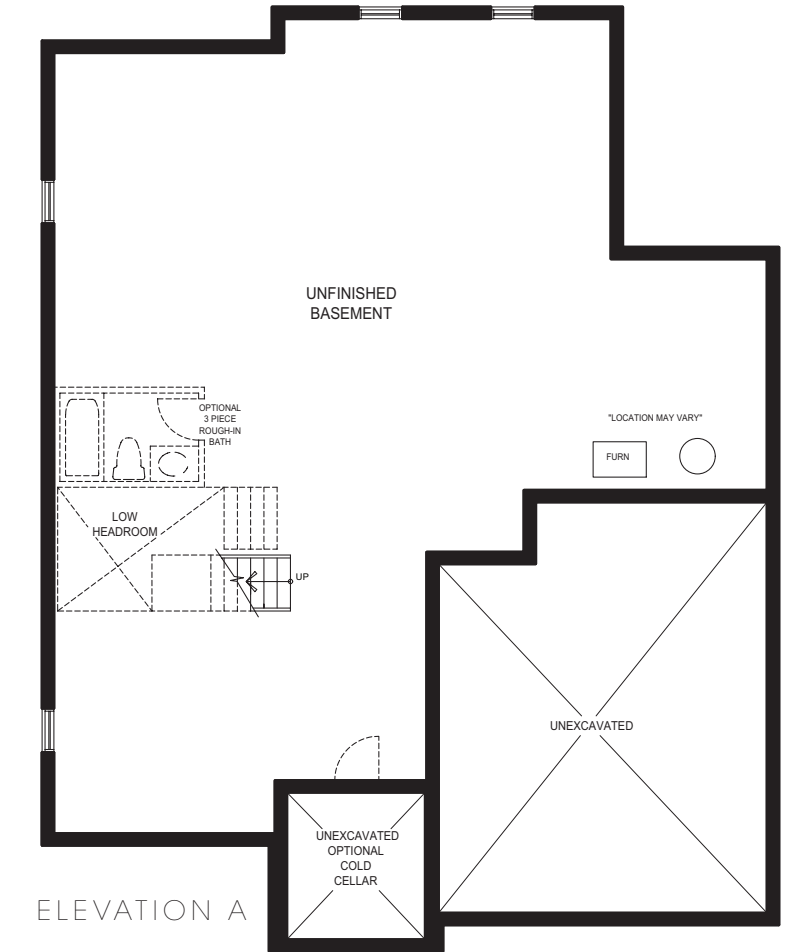 UNFINISHED
BASEMENT
OPTIONAL
3 PIECE
ROUGH-IN
BATH
"LOCATION MAY VARY"
FURN
LOW
HEADROOM
UP
UNEXCAVATED
UNEXCAVATED
OPTIONAL
COLD
CELLAR
ELEVATION A